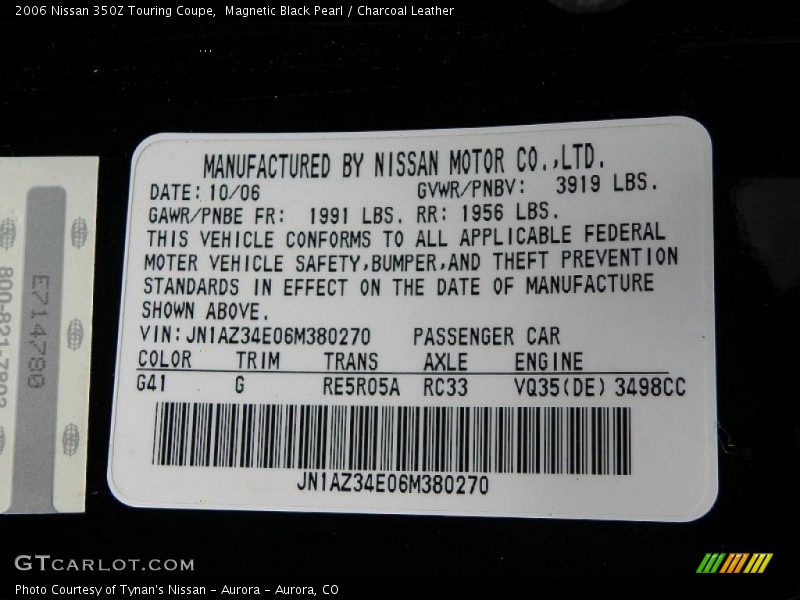 2006 Nissan 350Z Touring Coupe,  Magnetic Black Pearl / Charcoal Leather
MANUFACTURED BY NISSAN MOTOR CO.,LTD.
DATE: 10/06 GVWR/PNBV: 3919 LBS.
GAWR/PNBE FR: 1991 LBS. RR: 1956 LBS.
THIS VEHICLE CONFORMS TO ALL APPLICABLE FEDERAL
MOTER VEHICLE SAFETY,BUMPER,AND THEFT PREVENTION
STANDARDS IN EFFECT ON THE DATE OF MANUFACTURE
SHOWN ABOVE.
VIN: JN1AZ34E06M380270 PASSENGER CAR
COLOR TRIM TRANS AXLE ENGINE
G41 G RE5R05A RC33 VQ35(DE) 3498CC
JN1AZ34E06M380270
E714780
800-821-7803
GTCARLOT.COM
Photo Courtesy of Tynan's Nissan - Aurora - Aurora, CO